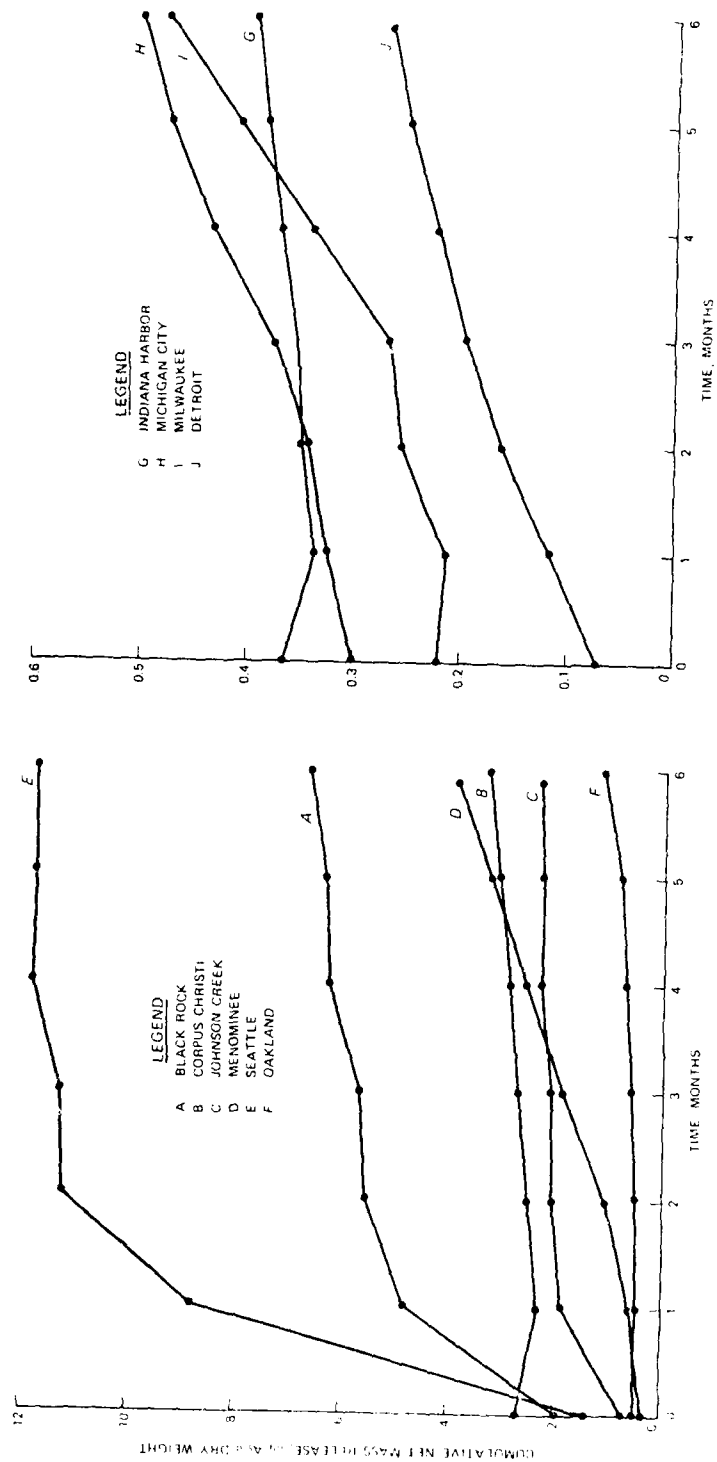 12
10
8
6
4
2
0
CUMULATIVE NET MASS RELEASE, DRY WEIGHT
LEGEND
A BLACK ROCK
B CORPUS CHRISTI
C JOHNSON CREEK
D MENOMINEE
E SEATTLE
F OAKLAND
E
A
D
B
C
F
1
2
3
4
5
6
TIME MONTHS
0.6
0.5
0.4
0.3
0.2
0.1
0
LEGEND
G INDIANA HARBOR
H MICHIGAN CITY
I MILWAUKEE
J DETROIT
H
I
G
J
0
1
2
3
4
5
6
TIME, MONTHS